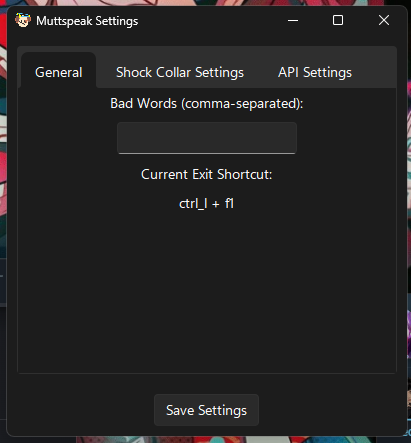 Muttspeak Settings
General Shock Collar Settings API Settings
Bad Words (comma-separated):
Current Exit Shortcut:
ctrl_l + f1
Save Settings